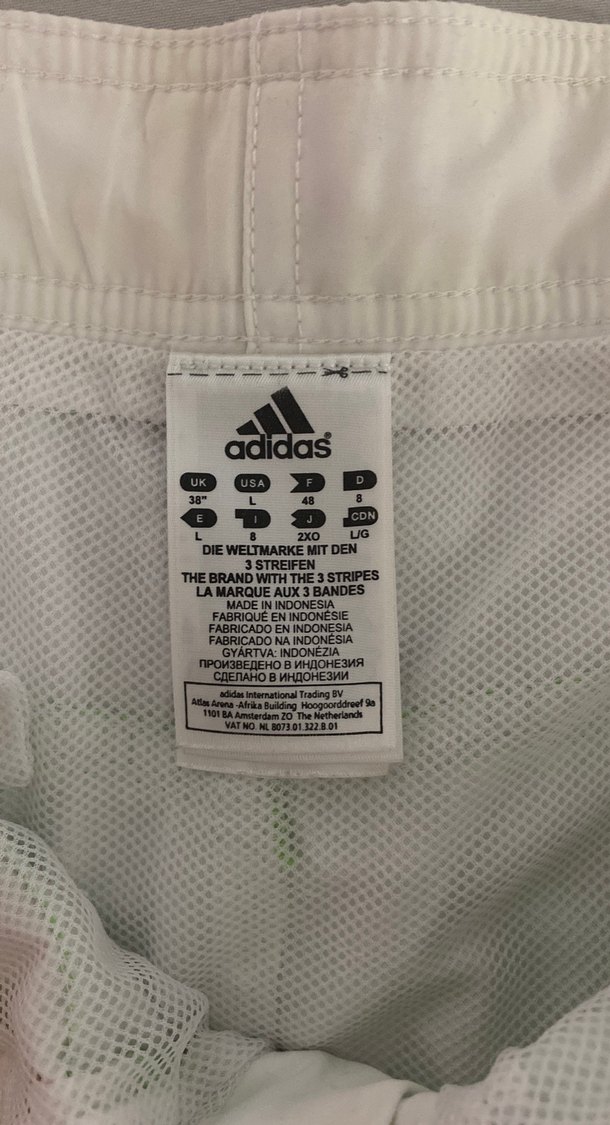 adidas®
UK USA F D
38" L 48 8
E I J CDN
L 8 2XO L/G
DIE WELTMARKE MIT DEN
3 STREIFEN
THE BRAND WITH THE 3 STRIPES
LA MARQUE AUX 3 BANDES
MADE IN INDONESIA
FABRIQUÉ EN INDONÉSIE
FABRICADO EN INDONESIA
FABRICADO NA INDONÉSIA
GYÁRTVA: INDONÉZIA
ПРОИЗВЕДЕНО В ИНДОНЕЗИЯ
СДЕЛАНО В ИНДОНЕЗИИ
adidas International Trading BV
Atlas Arena -Afrika Building Hoogoorddreef 9a
1101 BA Amsterdam ZO The Netherlands
VAT NO. NL 8073.01.322.B.01